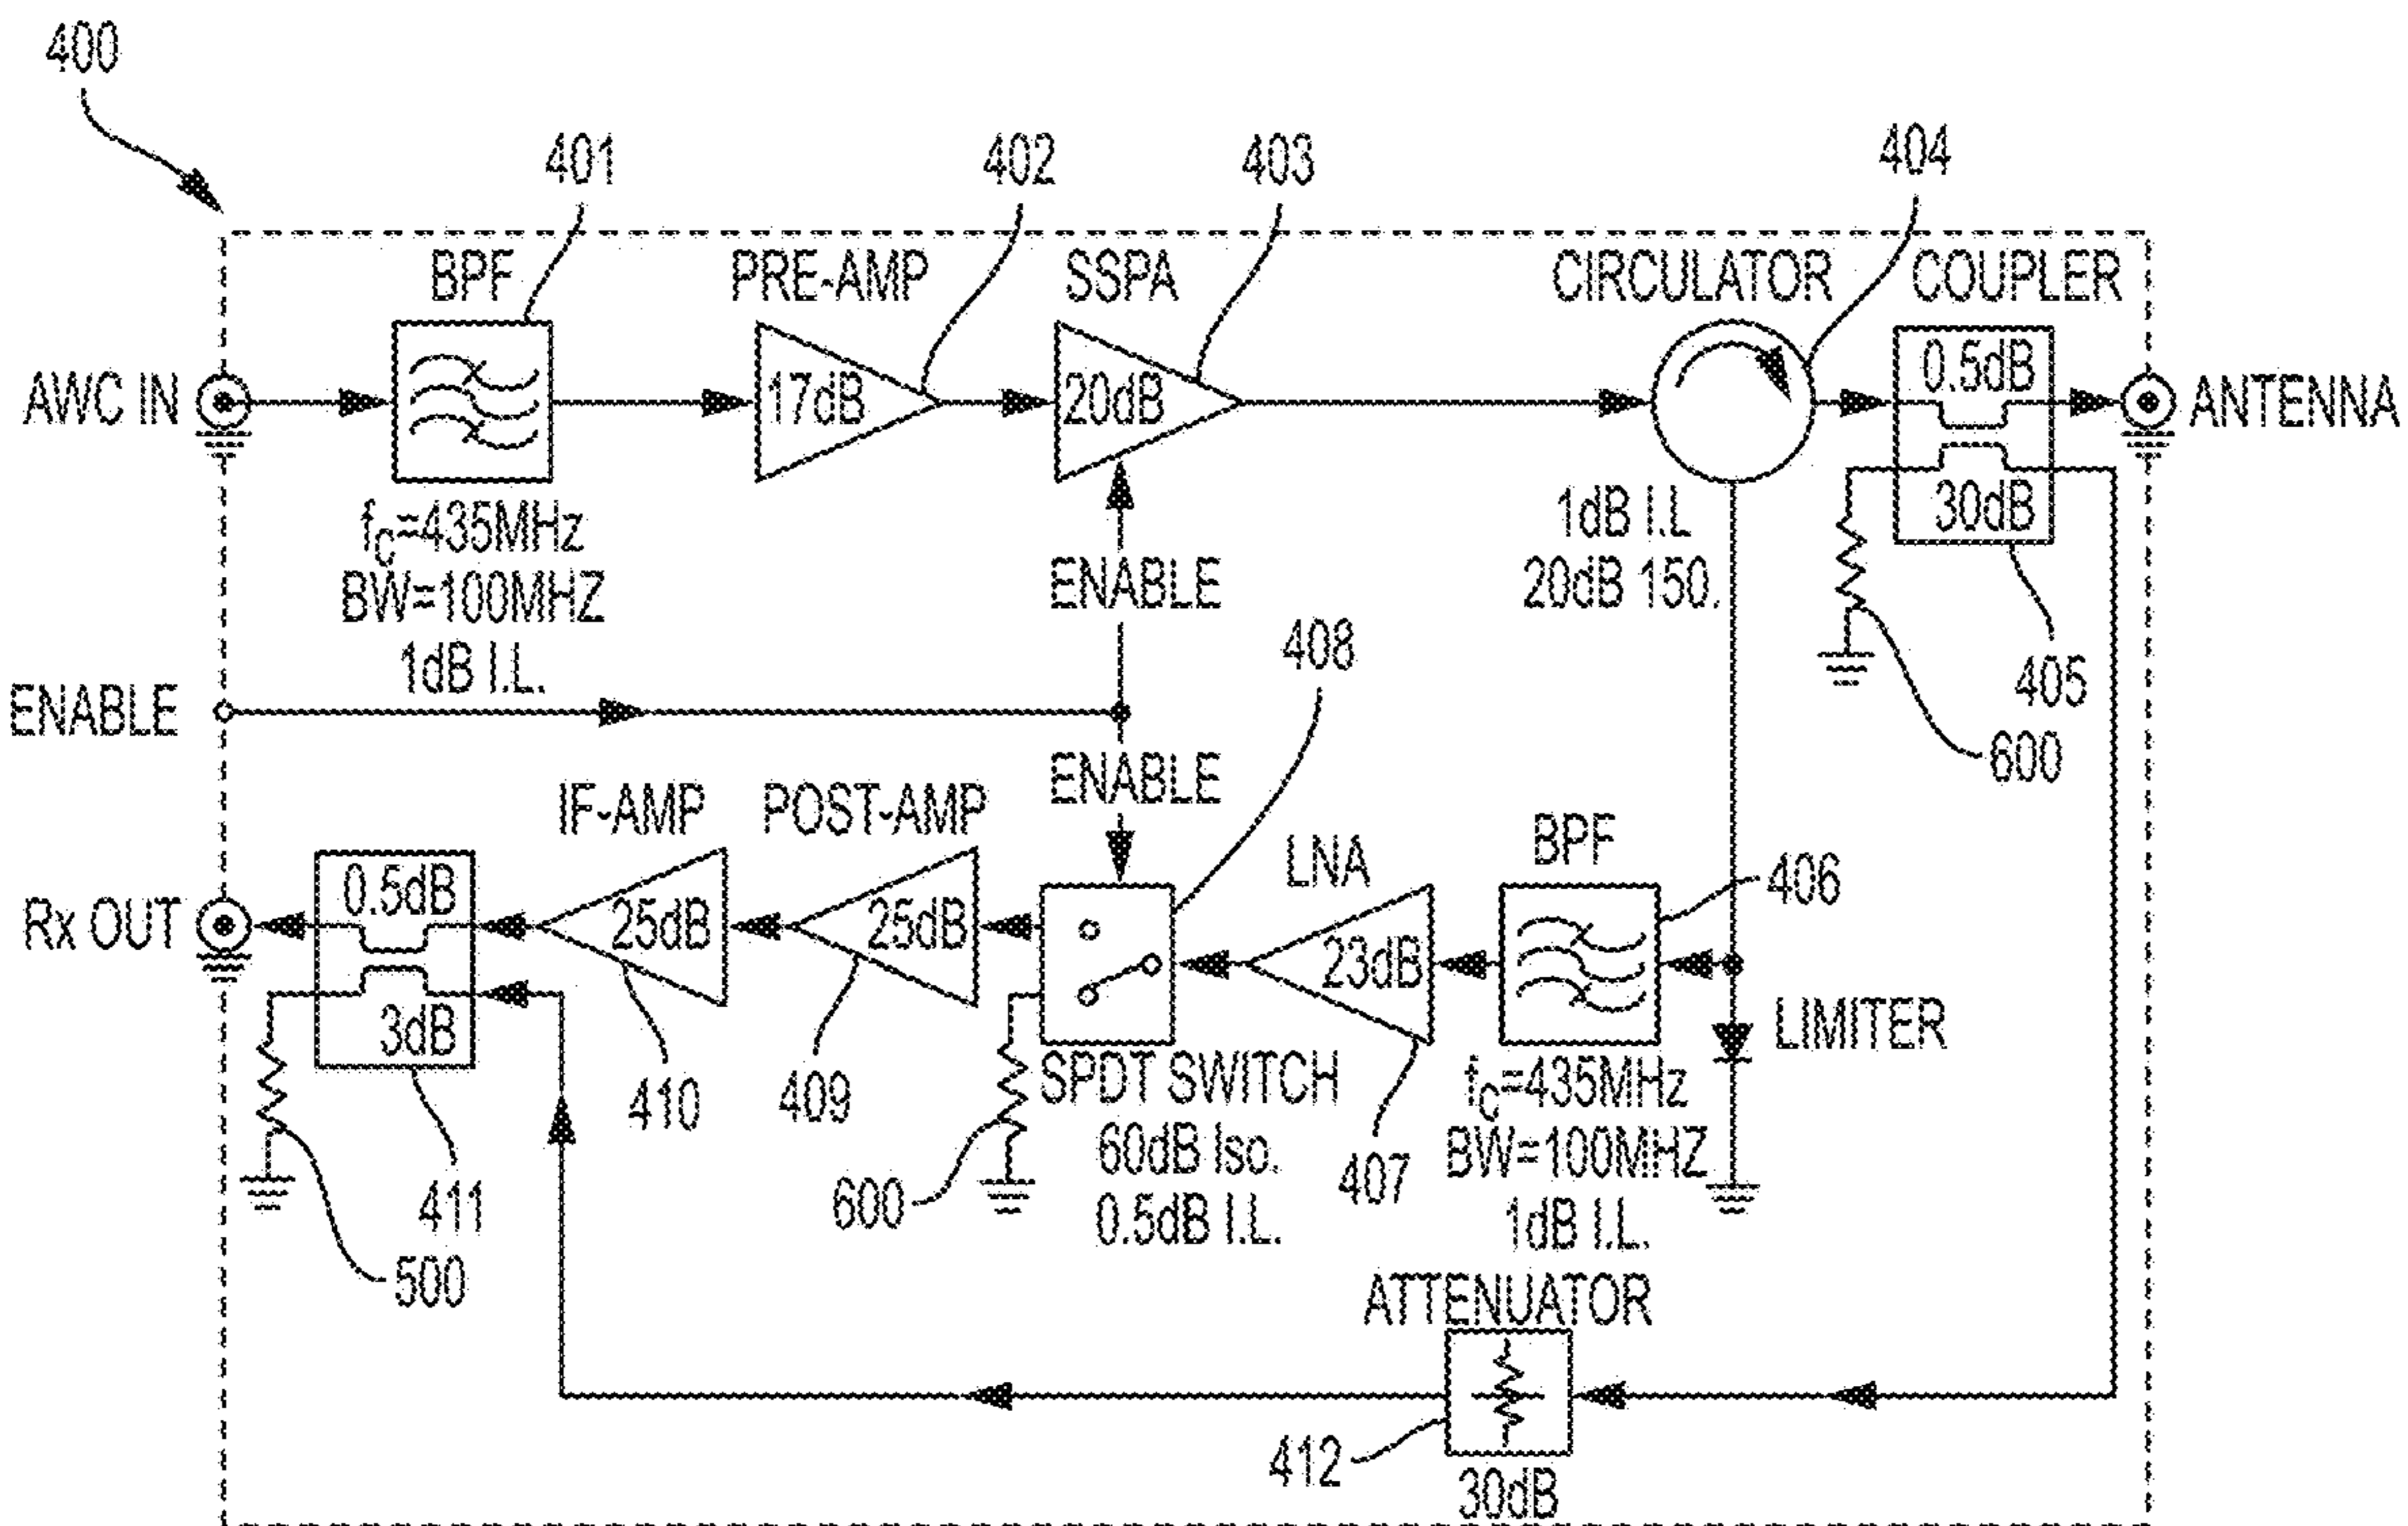 400
401
402
403
404
BPF
PRE-AMP
SSPA
CIRCULATOR
COUPLER
AWC IN
17dB
20dB
0.5dB
30dB
ANTENNA
fc=435MHz
BW=100MHZ
1dB I.L.
ENABLE
1dB I.L
20dB 150.
405
600
408
ENABLE
ENABLE
IF-AMP
POST-AMP
LNA
BPF
406
Rx OUT
0.5dB
3dB
25dB
25dB
23dB
LIMITER
410
409
SPDT SWITCH
60dB Iso.
0.5dB I.L.
407
fc=435MHz
BW=100MHZ
1dB I.L.
411
600
500
ATTENUATOR
412
30dB